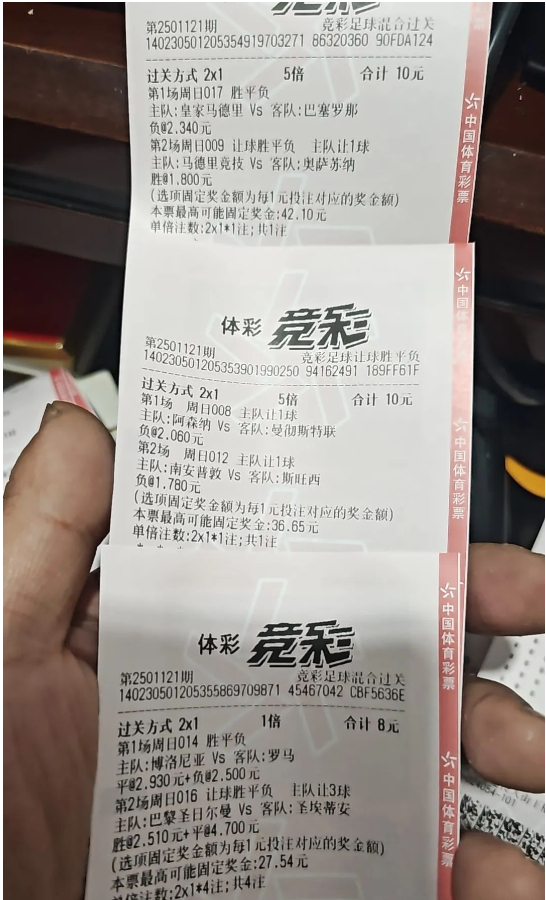 竞彩
第2501121期 竞彩足球混合过关
140230501205354919703271 86320360 90FDA124
过关方式 2x1 5倍 合计 10元
第1场周日017 胜平负
主队:皇家马德里 Vs 客队:巴塞罗那
负@2.340元
第2场周日009 让球胜平负 主队让1球
主队:马德里竞技 Vs 客队:奥萨苏纳
胜@1.800元
(选项固定奖金额为每1元投注对应的奖金额)
本票最高可能固定奖金:42.10元
单倍注数:2x1*1注;共1注
中国体育彩票
体彩 竞彩
第2501121期 竞彩足球让球胜平负
140230501205353901990250 94162491 189FF61F
过关方式 2x1 5倍 合计 10元
第1场 周日008 主队让1球
主队:阿森纳 Vs 客队:曼彻斯特联
负@2.060元
第2场 周日012 主队让1球
主队:南安普敦 Vs 客队:斯旺西
负@1.780元
(选项固定奖金额为每1元投注对应的奖金额)
本票最高可能固定奖金:36.65元
单倍注数:2x1*1注;共1注
中国体育彩票
中国体育彩票
体彩 竞彩
第2501121期 竞彩足球混合过关
140230501205355869709871 45467042 CBF5636E
过关方式 2x1 1倍 合计 8元
第1场周日014 胜平负
主队:博洛尼亚 Vs 客队:罗马
平@2.930元+负@2.500元
第2场周日016 让球胜平负 主队让3球
主队:巴黎圣日尔曼 Vs 客队:圣埃蒂安
胜@2.510元+平@4.700元
(选项固定奖金额为每1元投注对应的奖金额)
本票最高可能固定奖金:27.54元
单倍注数:2x1*4注;共4注
中国体育彩票
中国体育彩票